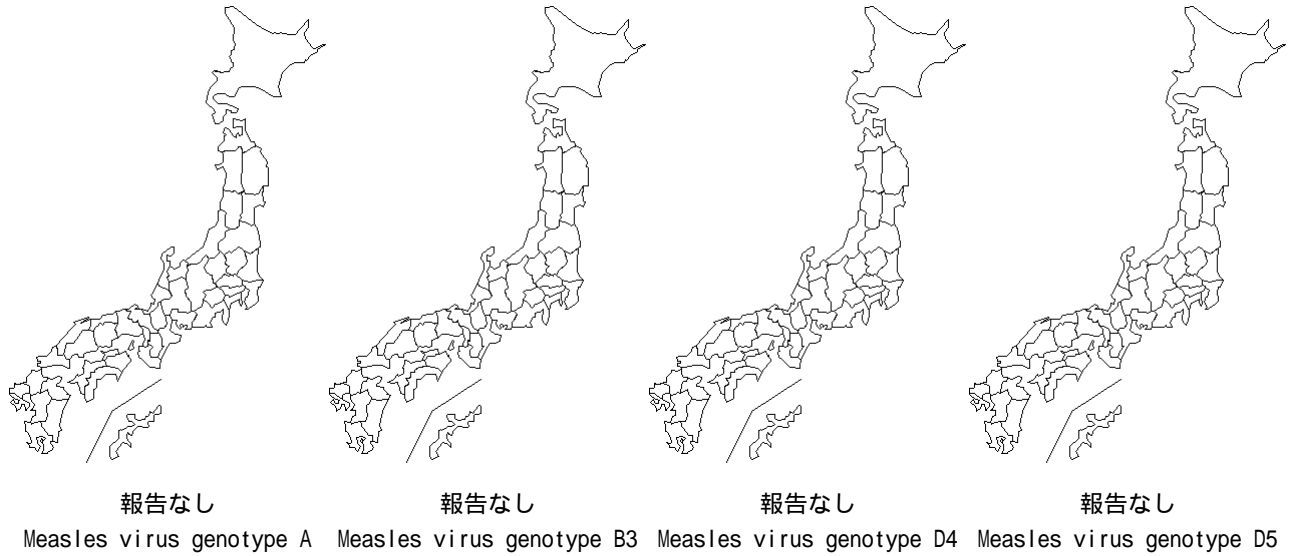 報告なし 報告なし 報告なし 報告なし
Measles virus genotype A Measles virus genotype B3 Measles virus genotype D4 Measles virus genotype D5